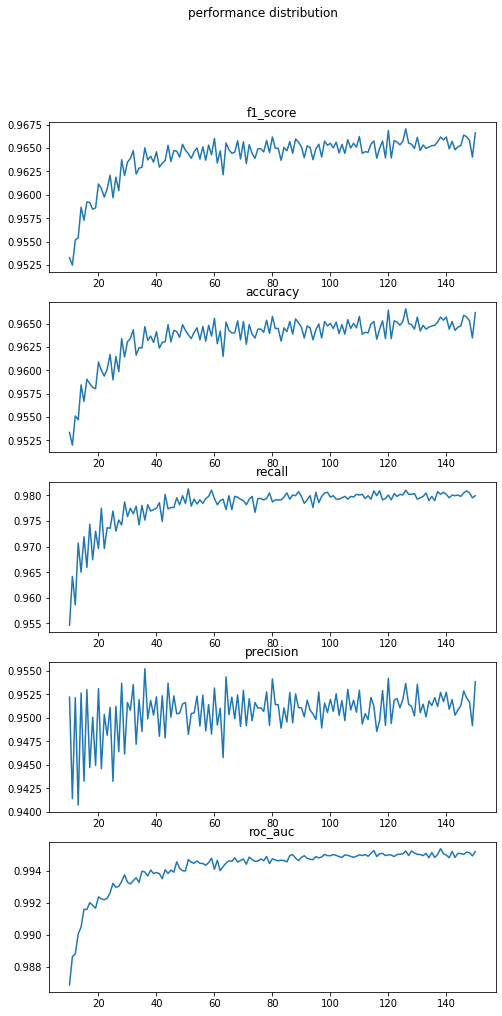 performance distribution
f1_score
0.9675
0.9650
0.9625
0.9600
0.9575
0.9550
0.9525
20 40 60 80 100 120 140
accuracy
0.9650
0.9625
0.9600
0.9575
0.9550
0.9525
20 40 60 80 100 120 140
recall
0.980
0.975
0.970
0.965
0.960
0.955
20 40 60 80 100 120 140
precision
0.9550
0.9525
0.9500
0.9475
0.9450
0.9425
0.9400
20 40 60 80 100 120 140
roc_auc
0.994
0.992
0.990
0.988
20 40 60 80 100 120 140